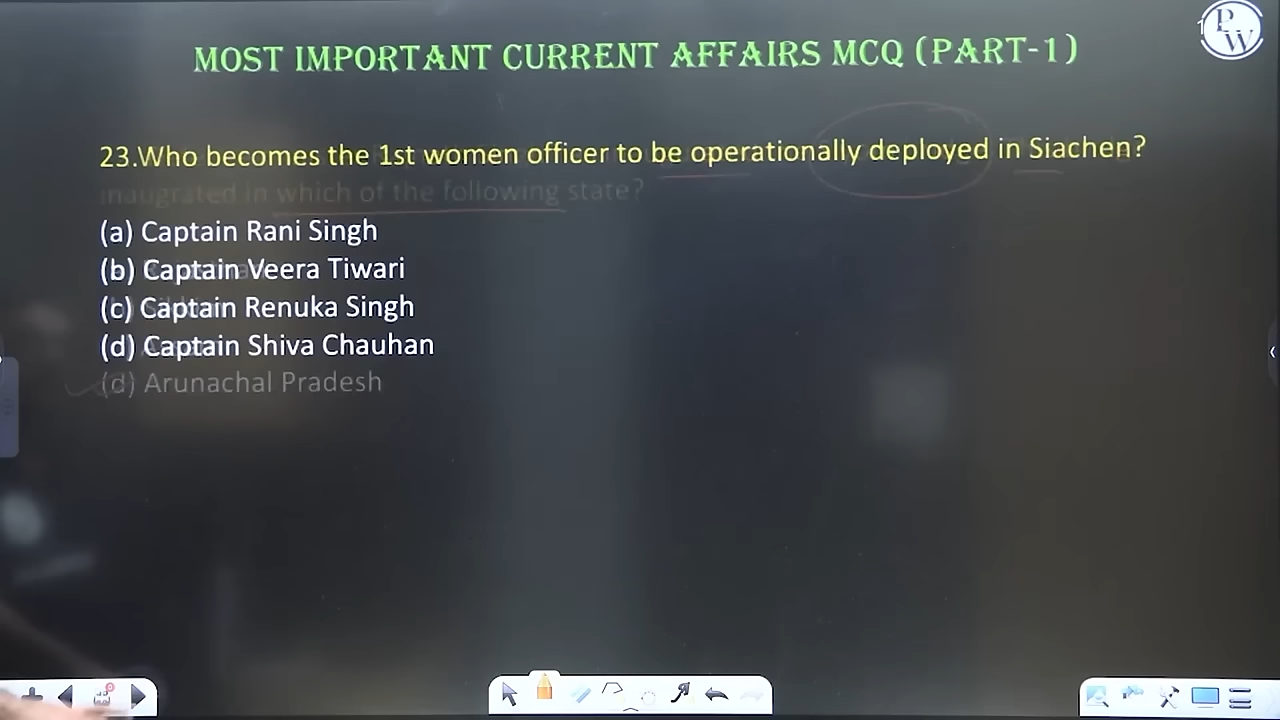 PW
MOST IMPORTANT CURRENT AFFAIRS MCQ (PART-1)
23.Who becomes the 1st women officer to be operationally deployed in Siachen?
inaugrated in which of the following state?
(a) Captain Rani Singh
(b) Captain Veera Tiwari
(c) Captain Renuka Singh
(d) Captain Shiva Chauhan
(d) Arunachal Pradesh